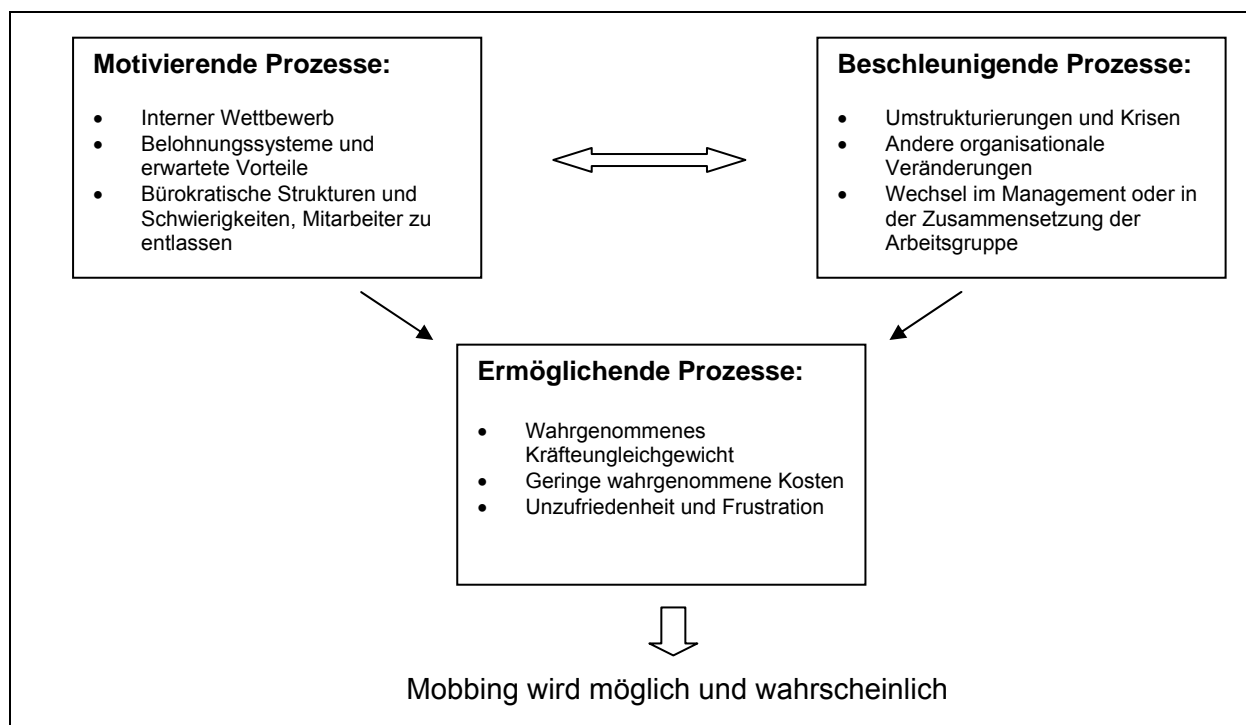 Motivierende Prozesse:
• Interner Wettbewerb
• Belohnungssysteme und
erwartete Vorteile
• Bürokratische Strukturen und
Schwierigkeiten, Mitarbeiter zu
entlassen
Beschleunigende Prozesse:
• Umstrukturierungen und Krisen
• Andere organisationale
Veränderungen
• Wechsel im Management oder in
der Zusammensetzung der
Arbeitsgruppe
Ermöglichende Prozesse:
• Wahrgenommenes
Kräfteungleichgewicht
• Geringe wahrgenommene Kosten
• Unzufriedenheit und Frustration
Mobbing wird möglich und wahrscheinlich